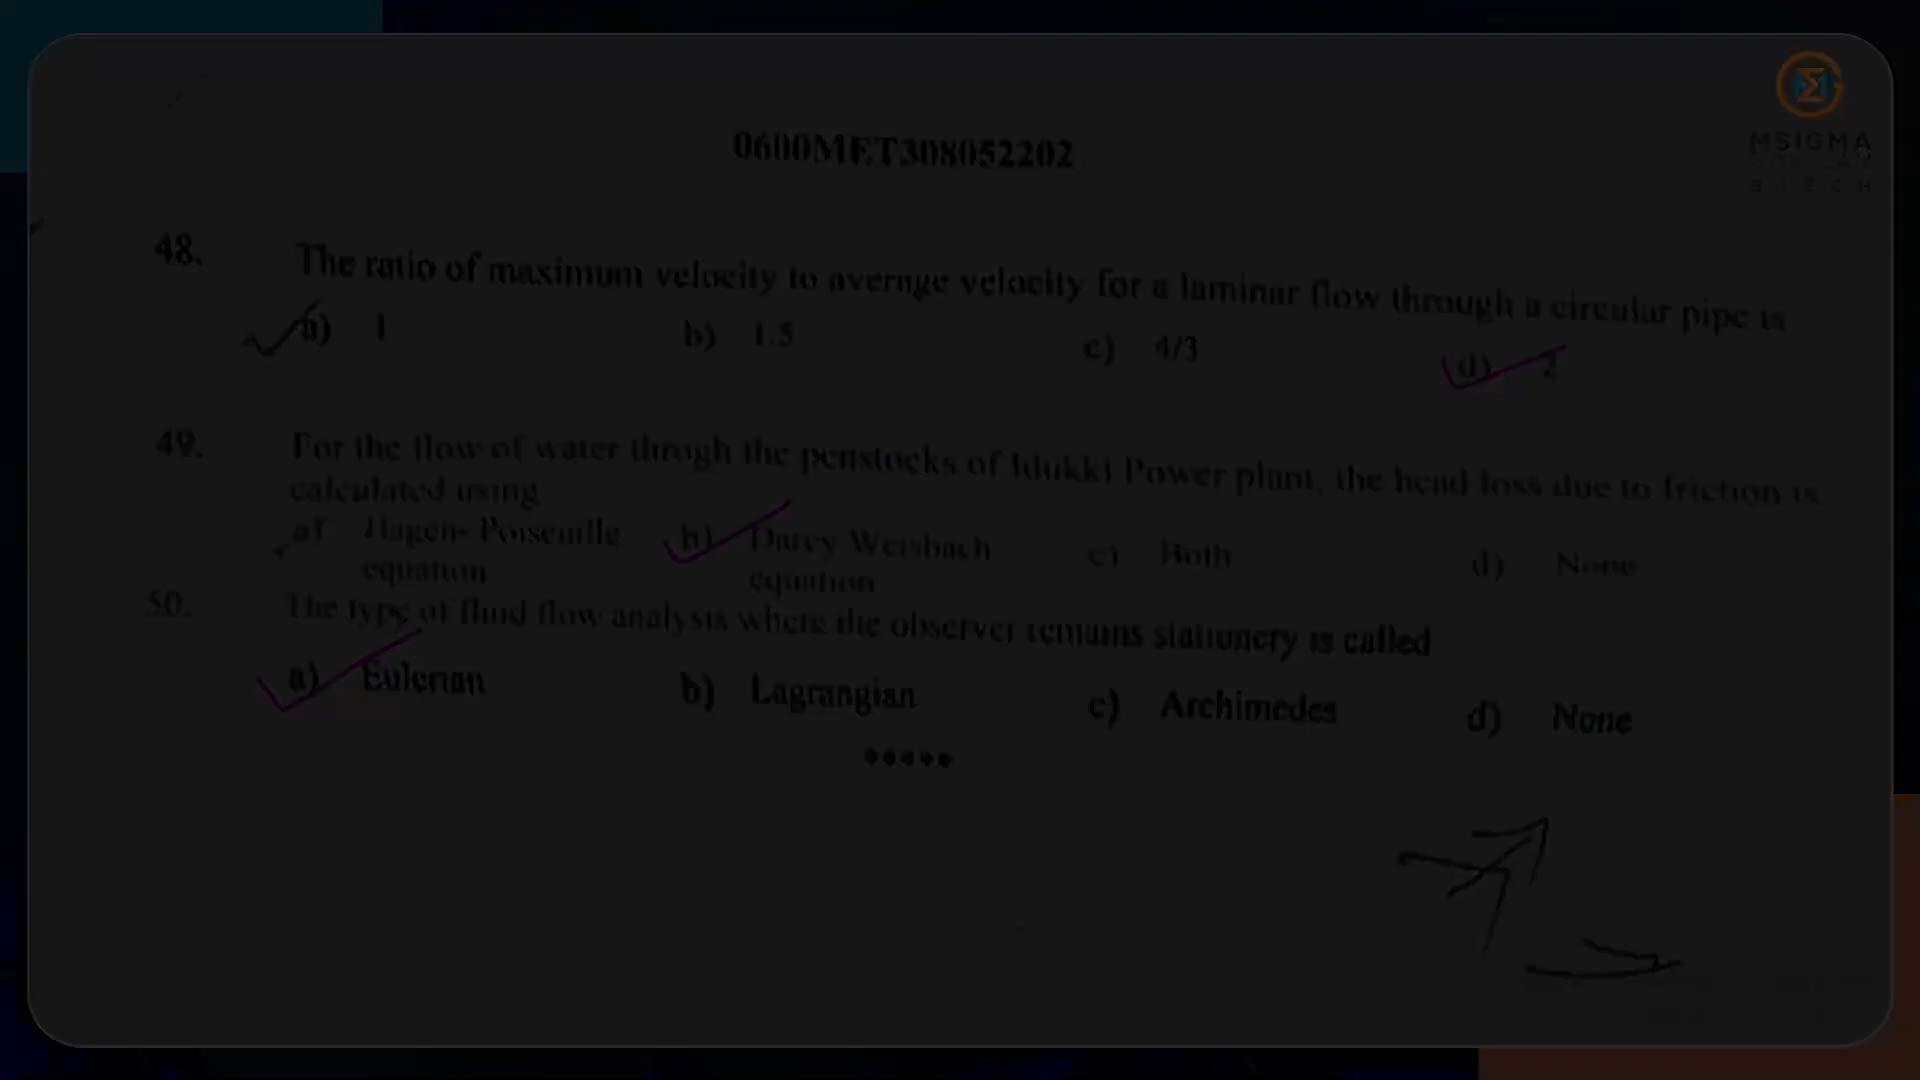 MSIGMA
BTECH
0600MET308052202
48. The ratio of maximum velocity to average velocity for a laminar flow through a circular pipe is
a) 1 b) 1.5 c) 4/3 d) 2
49. For the flow of water throgh the penstocks of Idukki Power plant, the head loss due to friction is
calculated using
a) Hagen- Poiseuille b) Darcy Weisbach c) Both d) None
equation equation
50. The type of fluid flow analysis where the observer remains stationery is called
a) Eulerian b) Lagrangian c) Archimedes d) None
*****